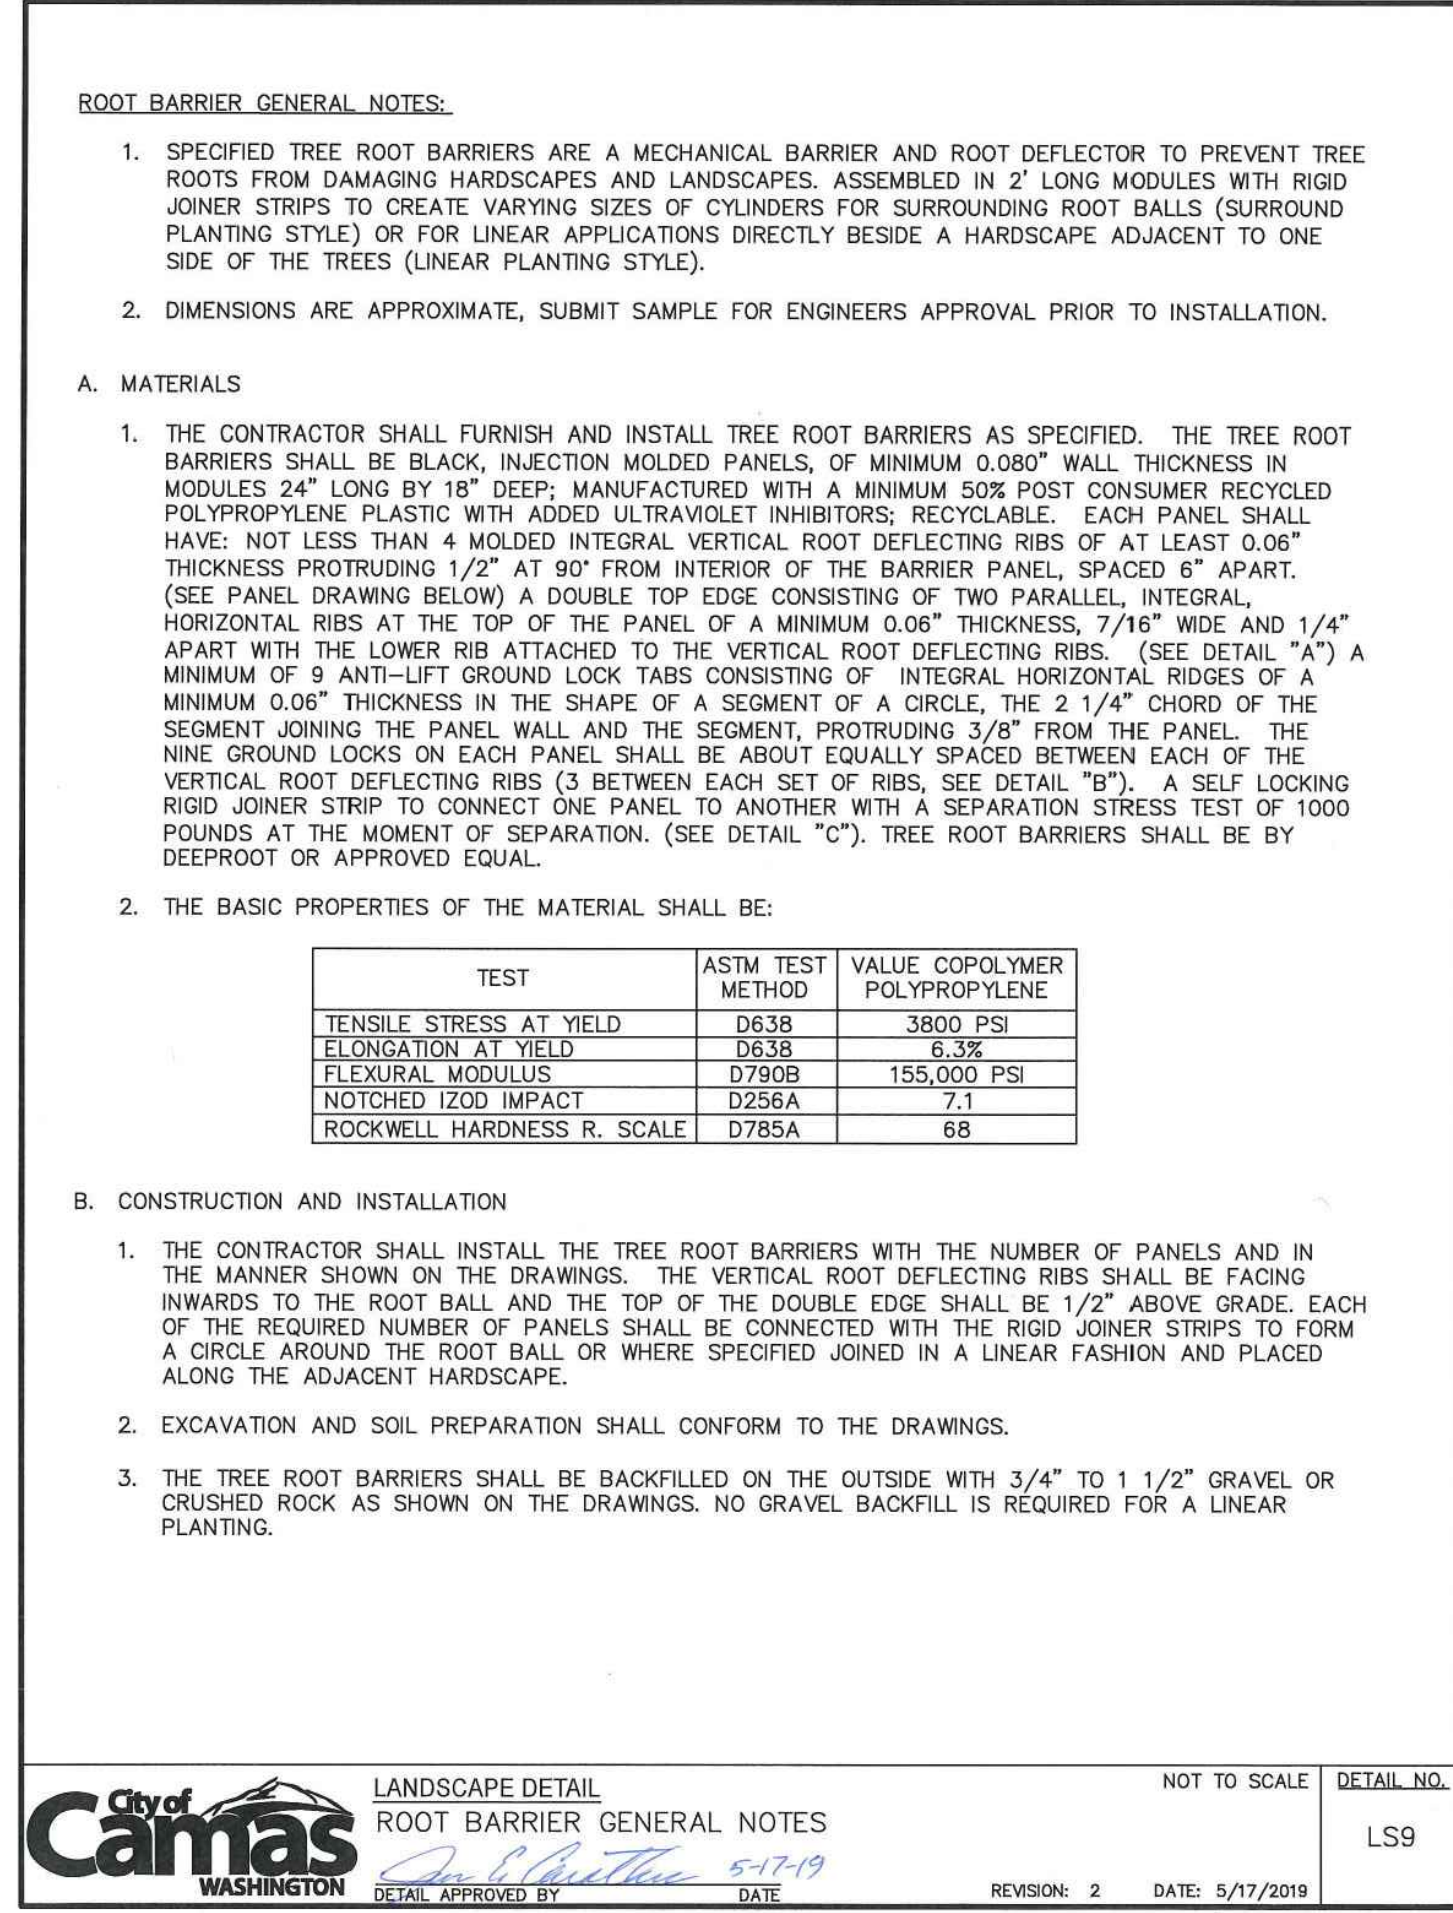 ROOT BARRIER GENERAL NOTES:
1. SPECIFIED TREE ROOT BARRIERS ARE A MECHANICAL BARRIER AND ROOT DEFLECTOR TO PREVENT TREE
ROOTS FROM DAMAGING HARDSCAPES AND LANDSCAPES. ASSEMBLED IN 2' LONG MODULES WITH RIGID
JOINER STRIPS TO CREATE VARYING SIZES OF CYLINDERS FOR SURROUNDING ROOT BALLS (SURROUND
PLANTING STYLE) OR FOR LINEAR APPLICATIONS DIRECTLY BESIDE A HARDSCAPE ADJACENT TO ONE
SIDE OF THE TREES (LINEAR PLANTING STYLE).
2. DIMENSIONS ARE APPROXIMATE, SUBMIT SAMPLE FOR ENGINEERS APPROVAL PRIOR TO INSTALLATION.
A. MATERIALS
1. THE CONTRACTOR SHALL FURNISH AND INSTALL TREE ROOT BARRIERS AS SPECIFIED. THE TREE ROOT
BARRIERS SHALL BE BLACK, INJECTION MOLDED PANELS, OF MINIMUM 0.080" WALL THICKNESS IN
MODULES 24" LONG BY 18" DEEP; MANUFACTURED WITH A MINIMUM 50% POST CONSUMER RECYCLED
POLYPROPYLENE PLASTIC WITH ADDED ULTRAVIOLET INHIBITORS; RECYCLABLE. EACH PANEL SHALL
HAVE: NOT LESS THAN 4 MOLDED INTEGRAL VERTICAL ROOT DEFLECTING RIBS OF AT LEAST 0.06"
THICKNESS PROTRUDING 1/2" AT 90° FROM INTERIOR OF THE BARRIER PANEL, SPACED 6" APART.
(SEE PANEL DRAWING BELOW) A DOUBLE TOP EDGE CONSISTING OF TWO PARALLEL, INTEGRAL,
HORIZONTAL RIBS AT THE TOP OF THE PANEL OF A MINIMUM 0.06" THICKNESS, 7/16" WIDE AND 1/4"
APART WITH THE LOWER RIB ATTACHED TO THE VERTICAL ROOT DEFLECTING RIBS. (SEE DETAIL "A") A
MINIMUM OF 9 ANTI-LIFT GROUND LOCK TABS CONSISTING OF INTEGRAL HORIZONTAL RIDGES OF A
MINIMUM 0.06" THICKNESS IN THE SHAPE OF A SEGMENT OF A CIRCLE, THE 2 1/4" CHORD OF THE
SEGMENT JOINING THE PANEL WALL AND THE SEGMENT, PROTRUDING 3/8" FROM THE PANEL. THE
NINE GROUND LOCKS ON EACH PANEL SHALL BE ABOUT EQUALLY SPACED BETWEEN EACH OF THE
VERTICAL ROOT DEFLECTING RIBS (3 BETWEEN EACH SET OF RIBS, SEE DETAIL "B"). A SELF LOCKING
RIGID JOINER STRIP TO CONNECT ONE PANEL TO ANOTHER WITH A SEPARATION STRESS TEST OF 1000
POUNDS AT THE MOMENT OF SEPARATION. (SEE DETAIL "C"). TREE ROOT BARRIERS SHALL BE BY
DEEPROOT OR APPROVED EQUAL.
2. THE BASIC PROPERTIES OF THE MATERIAL SHALL BE:
TEST ASTM TEST METHOD VALUE COPOLYMER POLYPROPYLENE
TENSILE STRESS AT YIELD D638 3800 PSI
ELONGATION AT YIELD D638 6.3%
FLEXURAL MODULUS D790B 155,000 PSI
NOTCHED IZOD IMPACT D256A 7.1
ROCKWELL HARDNESS R. SCALE D785A 68
B. CONSTRUCTION AND INSTALLATION
1. THE CONTRACTOR SHALL INSTALL THE TREE ROOT BARRIERS WITH THE NUMBER OF PANELS AND IN
THE MANNER SHOWN ON THE DRAWINGS. THE VERTICAL ROOT DEFLECTING RIBS SHALL BE FACING
INWARDS TO THE ROOT BALL AND THE TOP OF THE DOUBLE EDGE SHALL BE 1/2" ABOVE GRADE. EACH
OF THE REQUIRED NUMBER OF PANELS SHALL BE CONNECTED WITH THE RIGID JOINER STRIPS TO FORM
A CIRCLE AROUND THE ROOT BALL OR WHERE SPECIFIED JOINED IN A LINEAR FASHION AND PLACED
ALONG THE ADJACENT HARDSCAPE.
2. EXCAVATION AND SOIL PREPARATION SHALL CONFORM TO THE DRAWINGS.
3. THE TREE ROOT BARRIERS SHALL BE BACKFILLED ON THE OUTSIDE WITH 3/4" TO 1 1/2" GRAVEL OR
CRUSHED ROCK AS SHOWN ON THE DRAWINGS. NO GRAVEL BACKFILL IS REQUIRED FOR A LINEAR
PLANTING.
City of
Camas
WASHINGTON
LANDSCAPE DETAIL
ROOT BARRIER GENERAL NOTES
5-17-19
DETAIL APPROVED BY DATE
NOT TO SCALE
REVISION: 2 DATE: 5/17/2019
DETAIL NO.
LS9